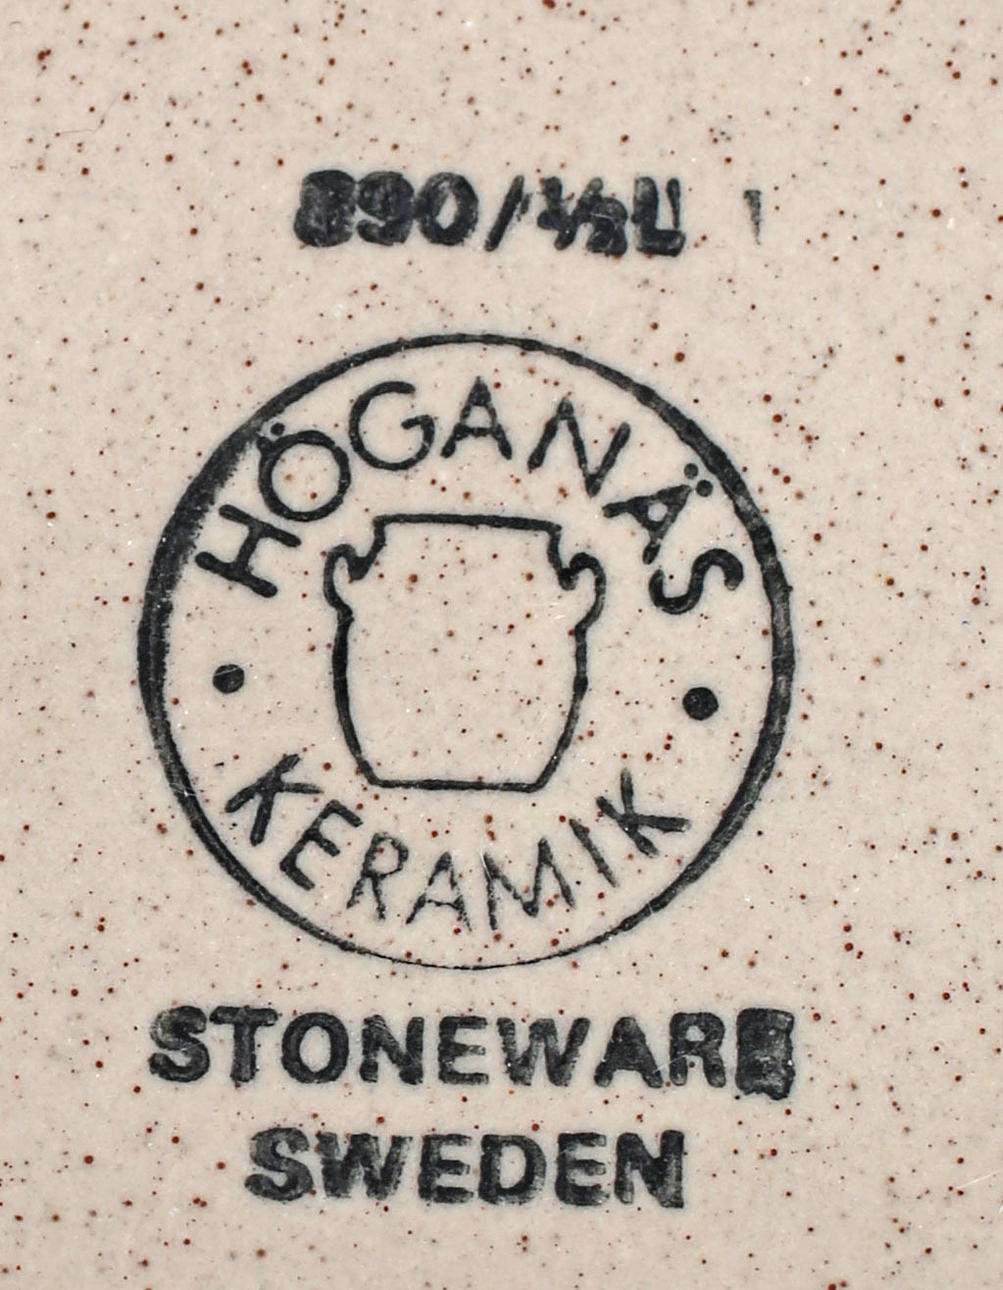 890/½L
HÖGANÄS
KERAMIK
STONEWARE
SWEDEN